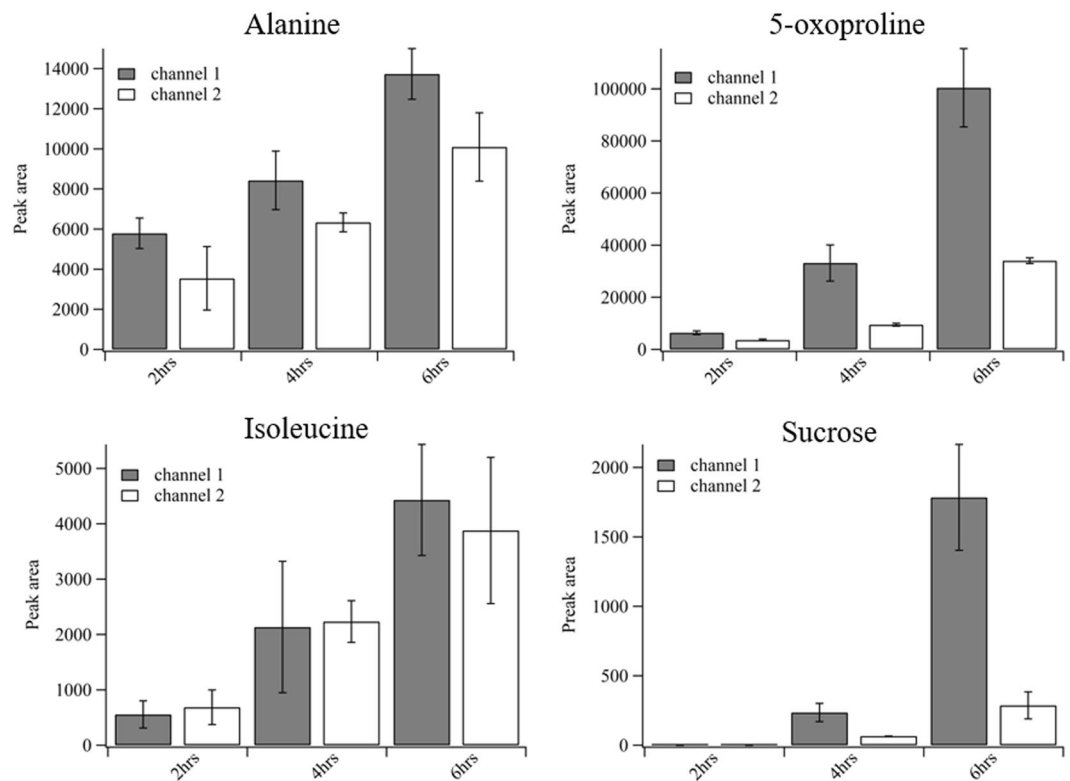 Alanine
channel 1
channel 2
Peak area
14000
12000
10000
8000
6000
4000
2000
0
2hrs
4hrs
6hrs
5-oxoproline
channel 1
channel 2
Peak area
100000
80000
60000
40000
20000
0
2hrs
4hrs
6hrs
Isoleucine
channel 1
channel 2
Peak area
5000
4000
3000
2000
1000
0
2hrs
4hrs
6hrs
Sucrose
channel 1
channel 2
Preak area
2000
1500
1000
500
0
2hrs
4hrs
6hrs